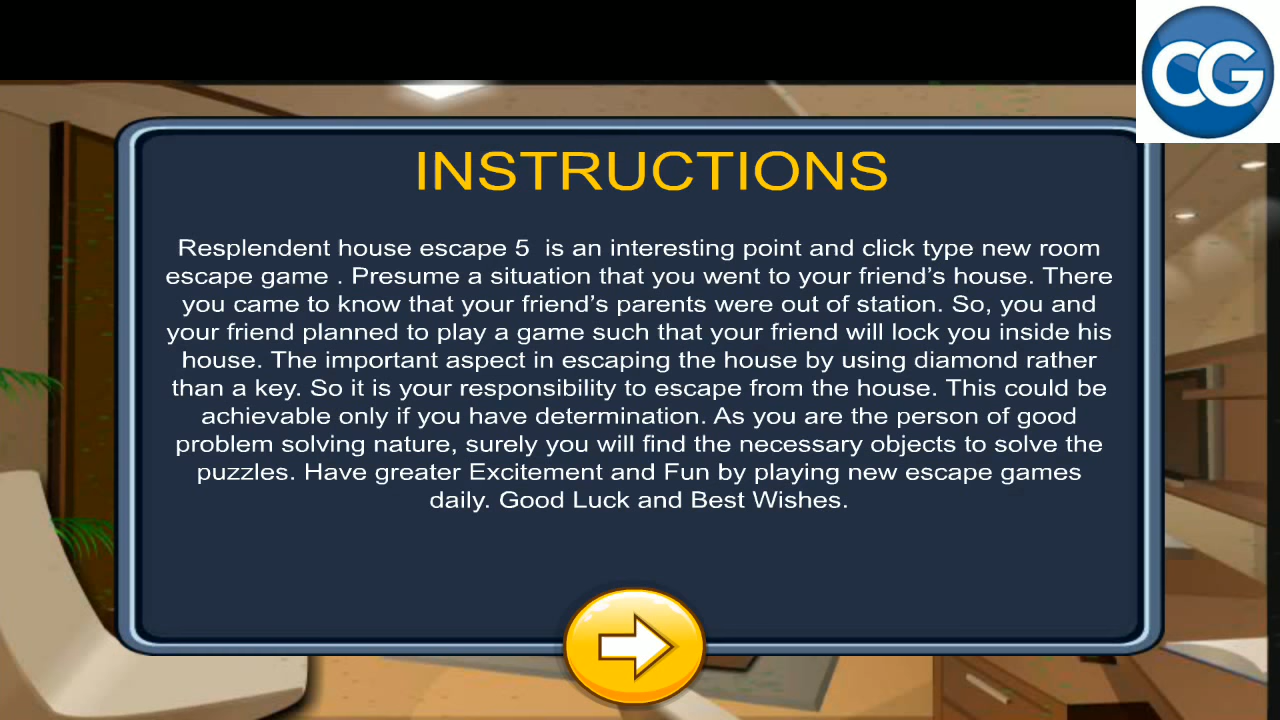 CG
INSTRUCTIONS
Resplendent house escape 5  is an interesting point and click type new room
escape game . Presume a situation that you went to your friend’s house. There
you came to know that your friend’s parents were out of station. So, you and
your friend planned to play a game such that your friend will lock you inside his
house. The important aspect in escaping the house by using diamond rather
than a key. So it is your responsibility to escape from the house. This could be
achievable only if you have determination. As you are the person of good
problem solving nature, surely you will find the necessary objects to solve the
puzzles. Have greater Excitement and Fun by playing new escape games
daily. Good Luck and Best Wishes.